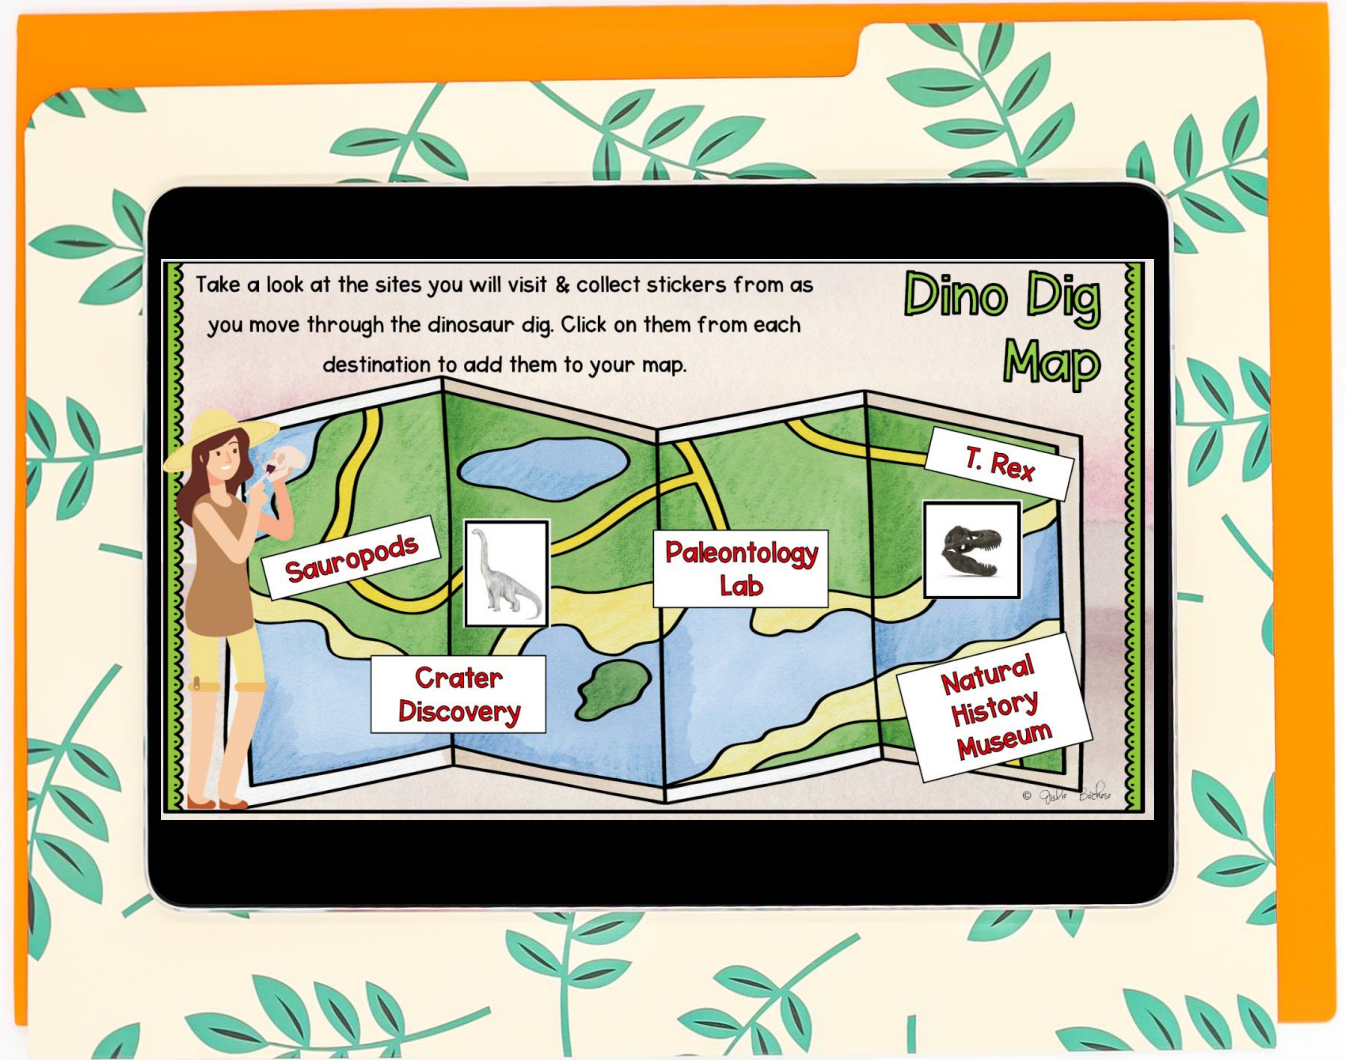 Take a look at the sites you will visit & collect stickers from as
you move through the dinosaur dig. Click on them from each
destination to add them to your map.
Dino Dig
Map
T. Rex
Sauropods
Paleontology
Lab
Crater
Discovery
Natural
History
Museum
©